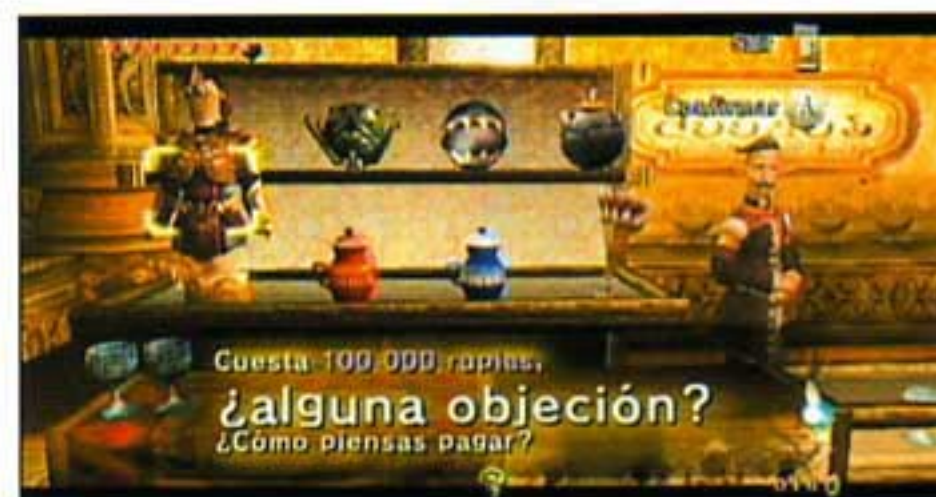 Cuesta 100 000 rupias,
¿alguna objeción?
¿Cómo piensas pagar?